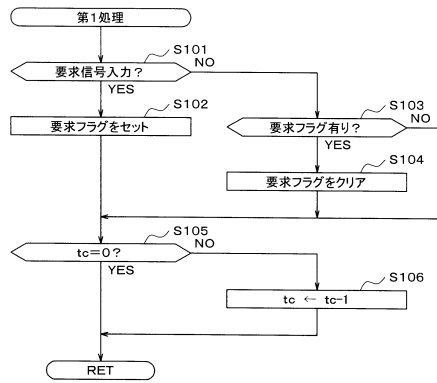 第1処理
S101
要求信号入力?
NO
YES
S102
要求フラグをセット
S103
要求フラグ有り?
NO
YES
S104
要求フラグをクリア
S105
tc=0?
NO
YES
S106
tc ← tc-1
RET